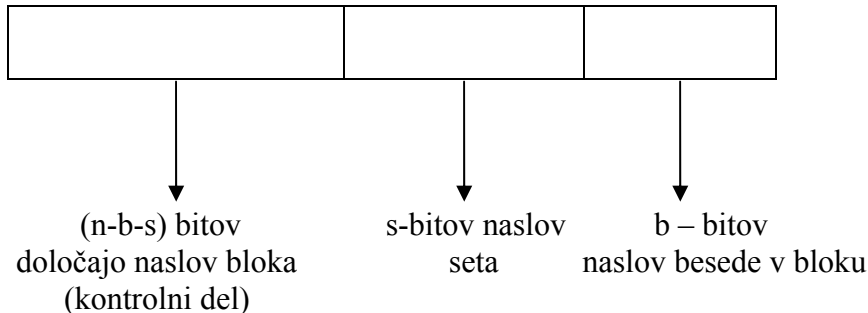 (n-b-s) bitov
določajo naslov bloka
(kontrolni del)
s-bitov naslov
seta
b – bitov
naslov besede v bloku